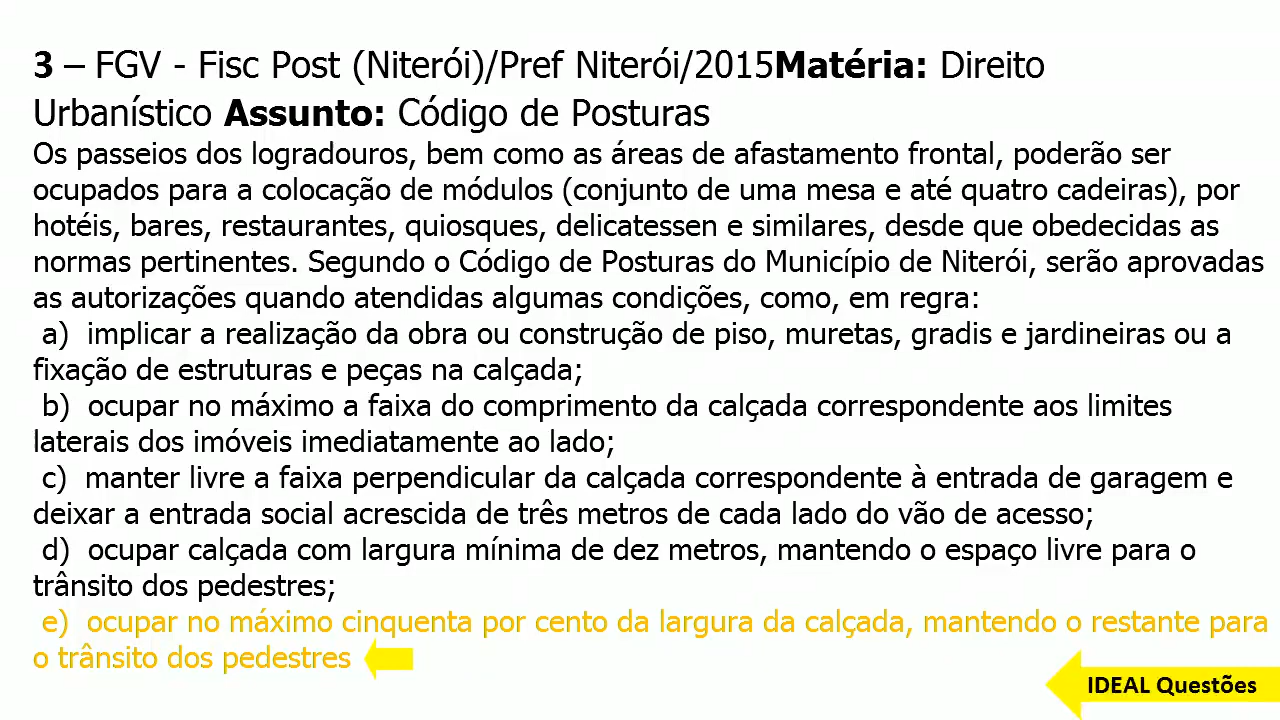 3 – FGV - Fisc Post (Niterói)/Pref Niterói/2015Matéria: Direito
Urbanístico Assunto: Código de Posturas
Os passeios dos logradouros, bem como as áreas de afastamento frontal, poderão ser
ocupados para a colocação de módulos (conjunto de uma mesa e até quatro cadeiras), por
hotéis, bares, restaurantes, quiosques, delicatessen e similares, desde que obedecidas as
normas pertinentes. Segundo o Código de Posturas do Município de Niterói, serão aprovadas
as autorizações quando atendidas algumas condições, como, em regra:
a) implicar a realização da obra ou construção de piso, muretas, gradis e jardineiras ou a
fixação de estruturas e peças na calçada;
b) ocupar no máximo a faixa do comprimento da calçada correspondente aos limites
laterais dos imóveis imediatamente ao lado;
c) manter livre a faixa perpendicular da calçada correspondente à entrada de garagem e
deixar a entrada social acrescida de três metros de cada lado do vão de acesso;
d) ocupar calçada com largura mínima de dez metros, mantendo o espaço livre para o
trânsito dos pedestres;
e) ocupar no máximo cinquenta por cento da largura da calçada, mantendo o restante para
o trânsito dos pedestres
IDEAL Questões